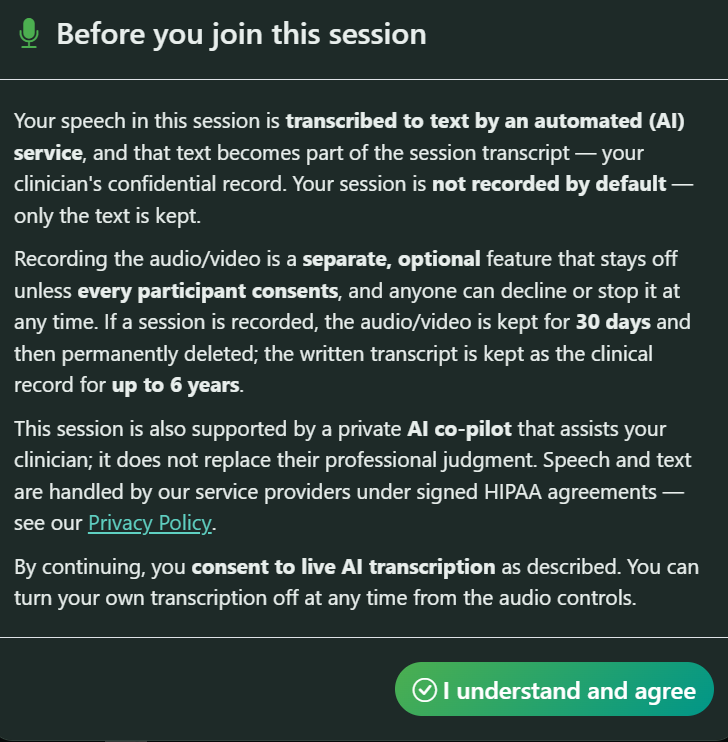 Before you join this session
Your speech in this session is transcribed to text by an automated (AI)
service, and that text becomes part of the session transcript — your
clinician's confidential record. Your session is not recorded by default —
only the text is kept.
Recording the audio/video is a separate, optional feature that stays off
unless every participant consents, and anyone can decline or stop it at
any time. If a session is recorded, the audio/video is kept for 30 days and
then permanently deleted; the written transcript is kept as the clinical
record for up to 6 years.
This session is also supported by a private AI co-pilot that assists your
clinician; it does not replace their professional judgment. Speech and text
are handled by our service providers under signed HIPAA agreements —
see our Privacy Policy.
By continuing, you consent to live AI transcription as described. You can
turn your own transcription off at any time from the audio controls.
I understand and agree